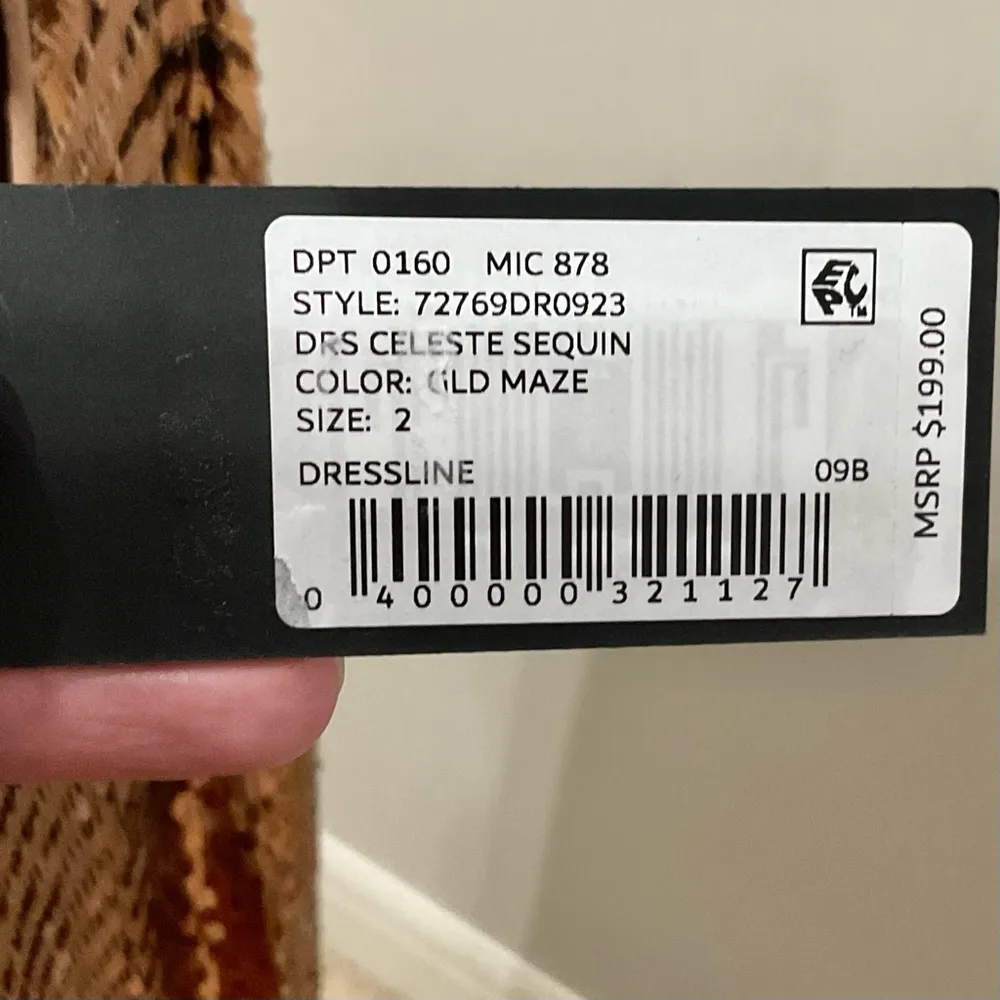 DPT 0160 MIC 878
STYLE: 72769DR0923
DRS CELESTE SEQUIN
COLOR: GLD MAZE
SIZE: 2
DRESSLINE 09B
0 400000 321127
EPC TM
MSRP $199.00